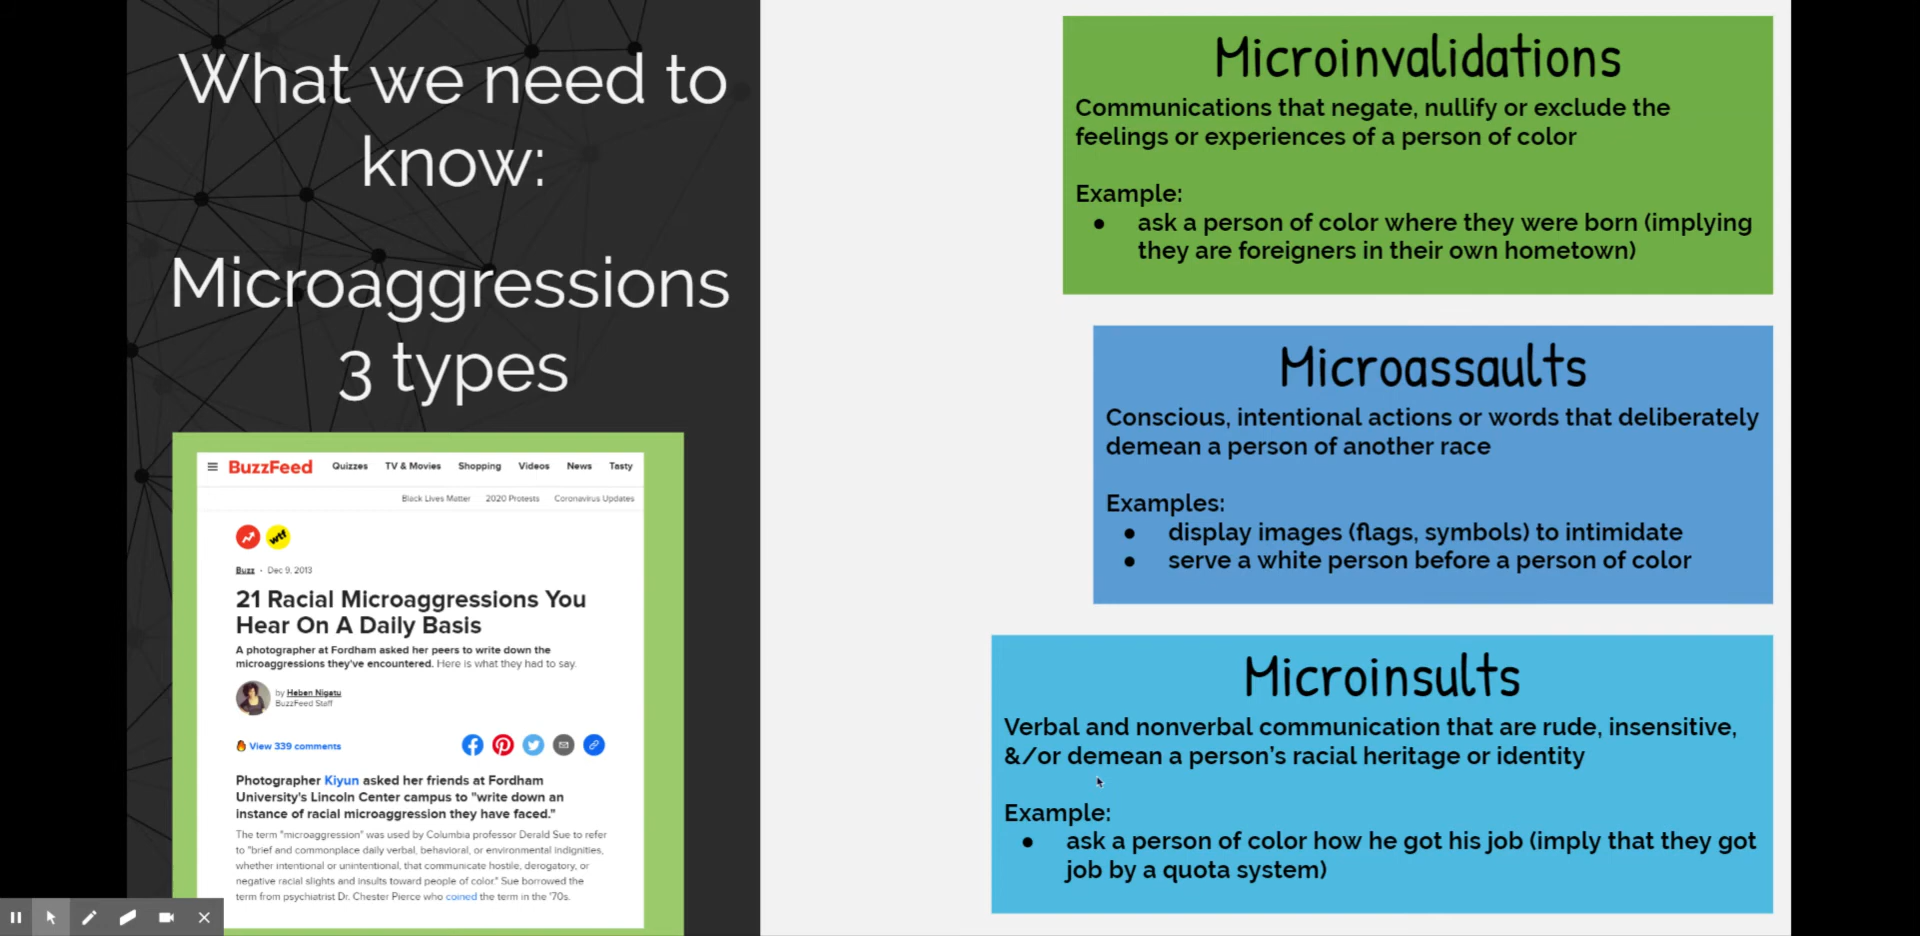 What we need to
know:
Microaggressions
3 types
BuzzFeed Quizzes TV & Movies Shopping Videos News Tasty
Black Lives Matter 2020 Protests Coronavirus Updates
wtf
Buzz · Dec 9, 2013
21 Racial Microaggressions You
Hear On A Daily Basis
A photographer at Fordham asked her peers to write down the
microaggressions they've encountered. Here is what they had to say.
by Heben Nigatu
BuzzFeed Staff
View 339 comments
Photographer Kiyun asked her friends at Fordham
University's Lincoln Center campus to "write down an
instance of racial microaggression they have faced."
The term "microaggression" was used by Columbia professor Derald Sue to refer
to "brief and commonplace daily verbal, behavioral, or environmental indignities,
whether intentional or unintentional, that communicate hostile, derogatory, or
negative racial slights and insults toward people of color." Sue borrowed the
term from psychiatrist Dr. Chester Pierce who coined the term in the '70s.
Microinvalidations
Communications that negate, nullify or exclude the
feelings or experiences of a person of color
Example:
● ask a person of color where they were born (implying
they are foreigners in their own hometown)
Microassaults
Conscious, intentional actions or words that deliberately
demean a person of another race
Examples:
● display images (flags, symbols) to intimidate
● serve a white person before a person of color
Microinsults
Verbal and nonverbal communication that are rude, insensitive,
&/or demean a person's racial heritage or identity
Example:
● ask a person of color how he got his job (imply that they got
job by a quota system)